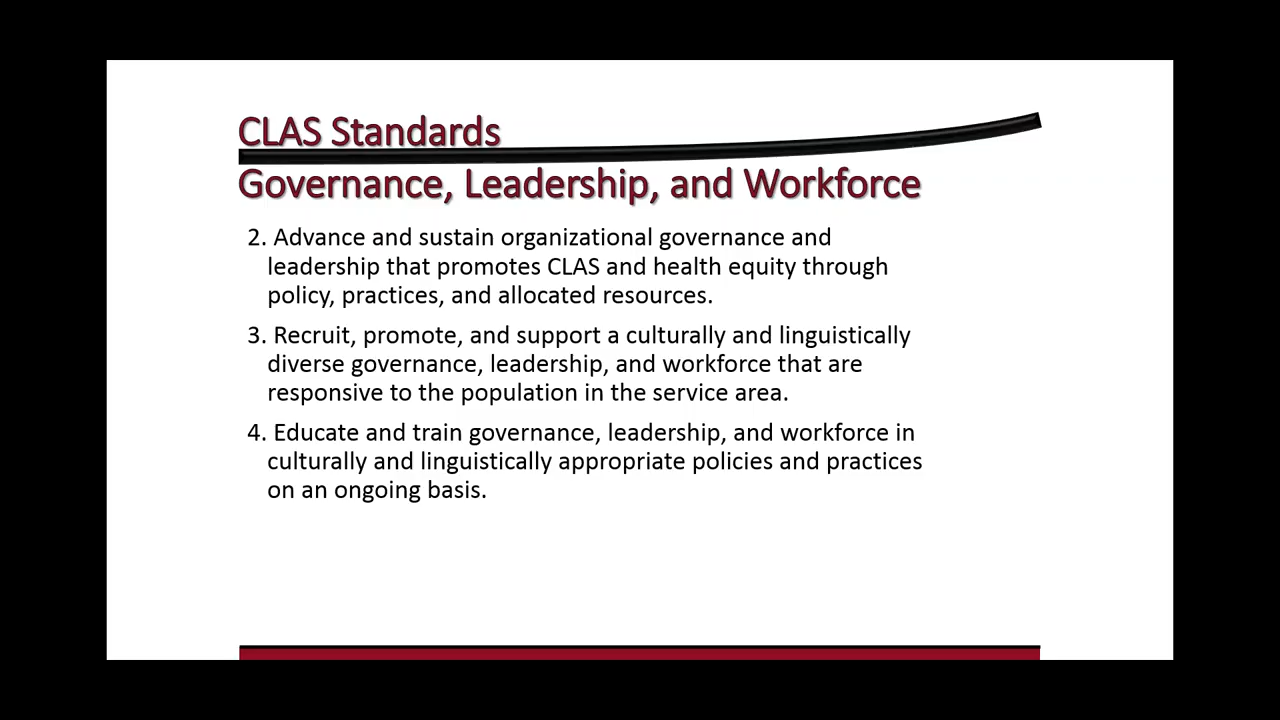 CLAS Standards
Governance, Leadership, and Workforce
2. Advance and sustain organizational governance and
leadership that promotes CLAS and health equity through
policy, practices, and allocated resources.
3. Recruit, promote, and support a culturally and linguistically
diverse governance, leadership, and workforce that are
responsive to the population in the service area.
4. Educate and train governance, leadership, and workforce in
culturally and linguistically appropriate policies and practices
on an ongoing basis.